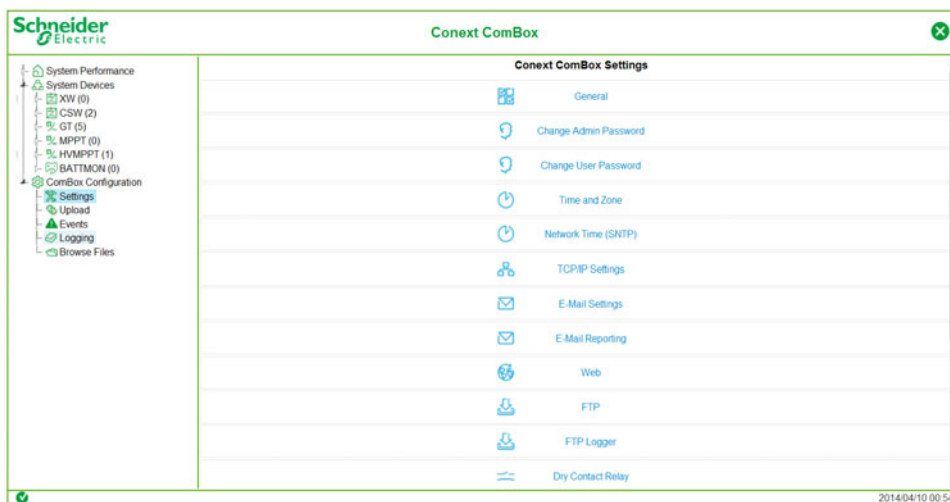 Schneider
Electric
Conext ComBox
System Performance
System Devices
XW (0)
CSW (2)
GT (5)
MPPT (0)
HVMPPT (1)
BATTMON (0)
ComBox Configuration
Settings
Upload
Events
Logging
Browse Files
Conext ComBox Settings
General
Change Admin Password
Change User Password
Time and Zone
Network Time (SNTP)
TCP/IP Settings
E-Mail Settings
E-Mail Reporting
Web
FTP
FTP Logger
Dry Contact Relay
2014/04/10 00:54